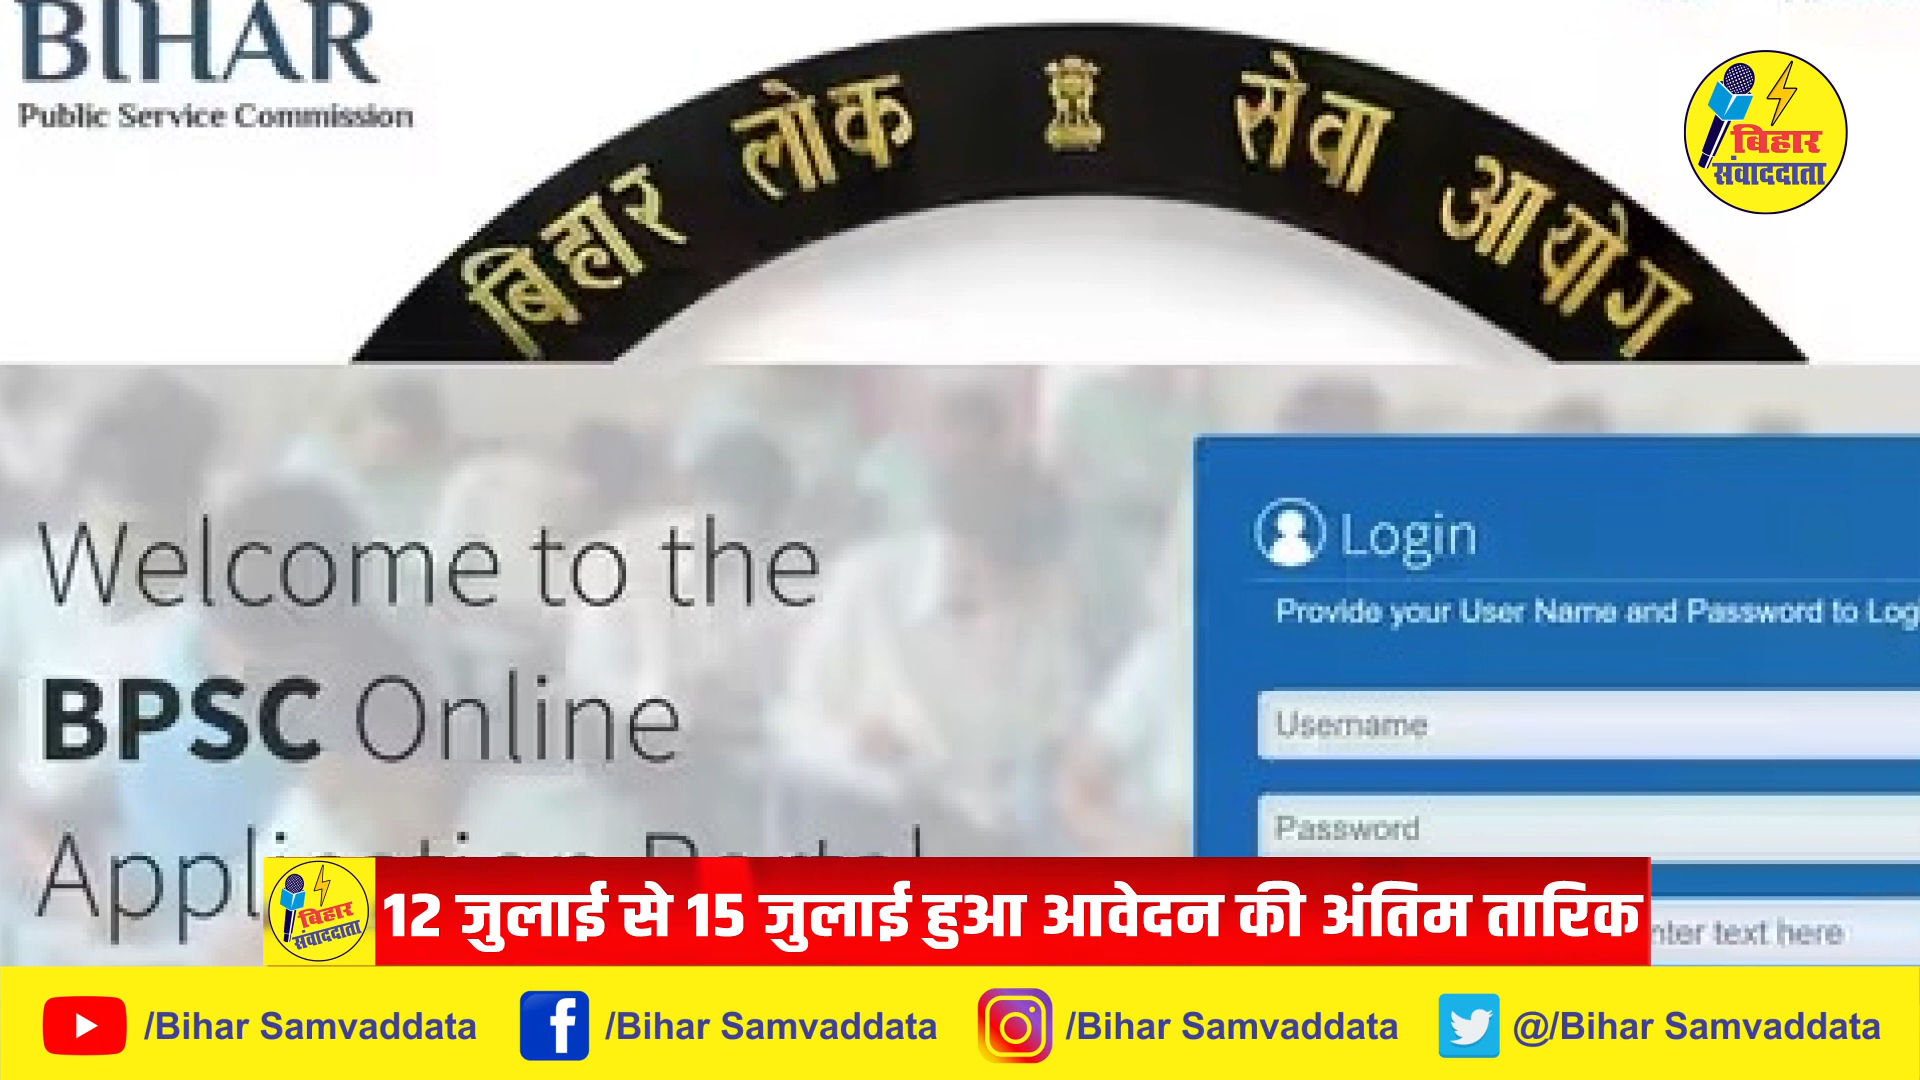 BIHAR
Public Service Commission
बिहार लोक सेवा आयोग
बिहार
संवाददाता
Welcome to the
BPSC Online
Login
Provide your User Name and Password to Log
Username
Password
बिहार
संवाददाता
12 जुलाई से 15 जुलाई हुआ आवेदन की अंतिम तारिक
nter text here
/Bihar Samvaddata
/Bihar Samvaddata
/Bihar Samvaddata
@/Bihar Samvaddata